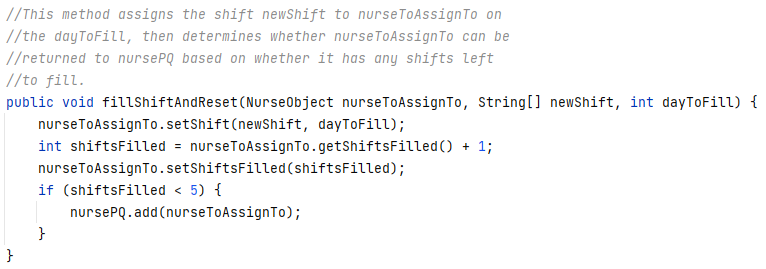 //This method assigns the shift newShift to nurseToAssignTo on
//the dayToFill, then determines whether nurseToAssignTo can be
//returned to nursePQ based on whether it has any shifts left
//to fill.
public void fillShiftAndReset(NurseObject nurseToAssignTo, String[] newShift, int dayToFill) {
    nurseToAssignTo.setShift(newShift, dayToFill);
    int shiftsFilled = nurseToAssignTo.getShiftsFilled() + 1;
    nurseToAssignTo.setShiftsFilled(shiftsFilled);
    if (shiftsFilled < 5) {
        nursePQ.add(nurseToAssignTo);
    }
}